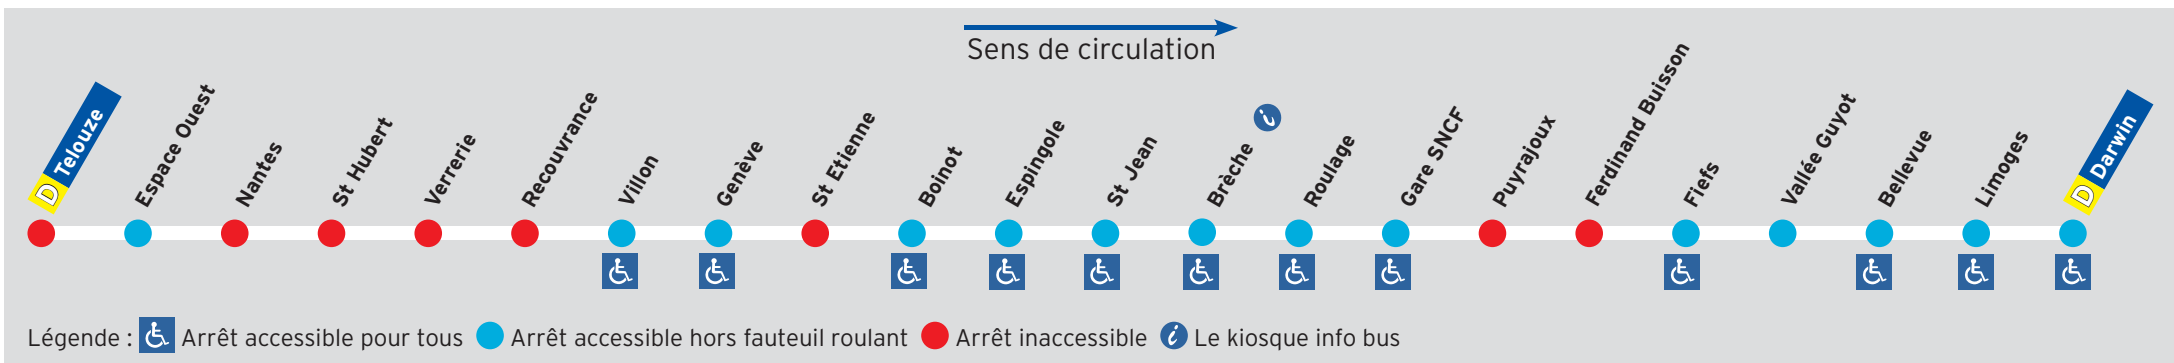 Sens de circulation
D Telouze
Espace Ouest
Nantes
St Hubert
Verrerie
Recouvrance
Villon
Genève
St Etienne
Boinot
Espingole
St Jean
Brèche
i
Roulage
Gare SNCF
Puyrajoux
Ferdinand Buisson
Fiefs
Vallée Guyot
Bellevue
Limoges
D Darwin
Légende : Arrêt accessible pour tous Arrêt accessible hors fauteuil roulant Arrêt inaccessible i Le kiosque info bus